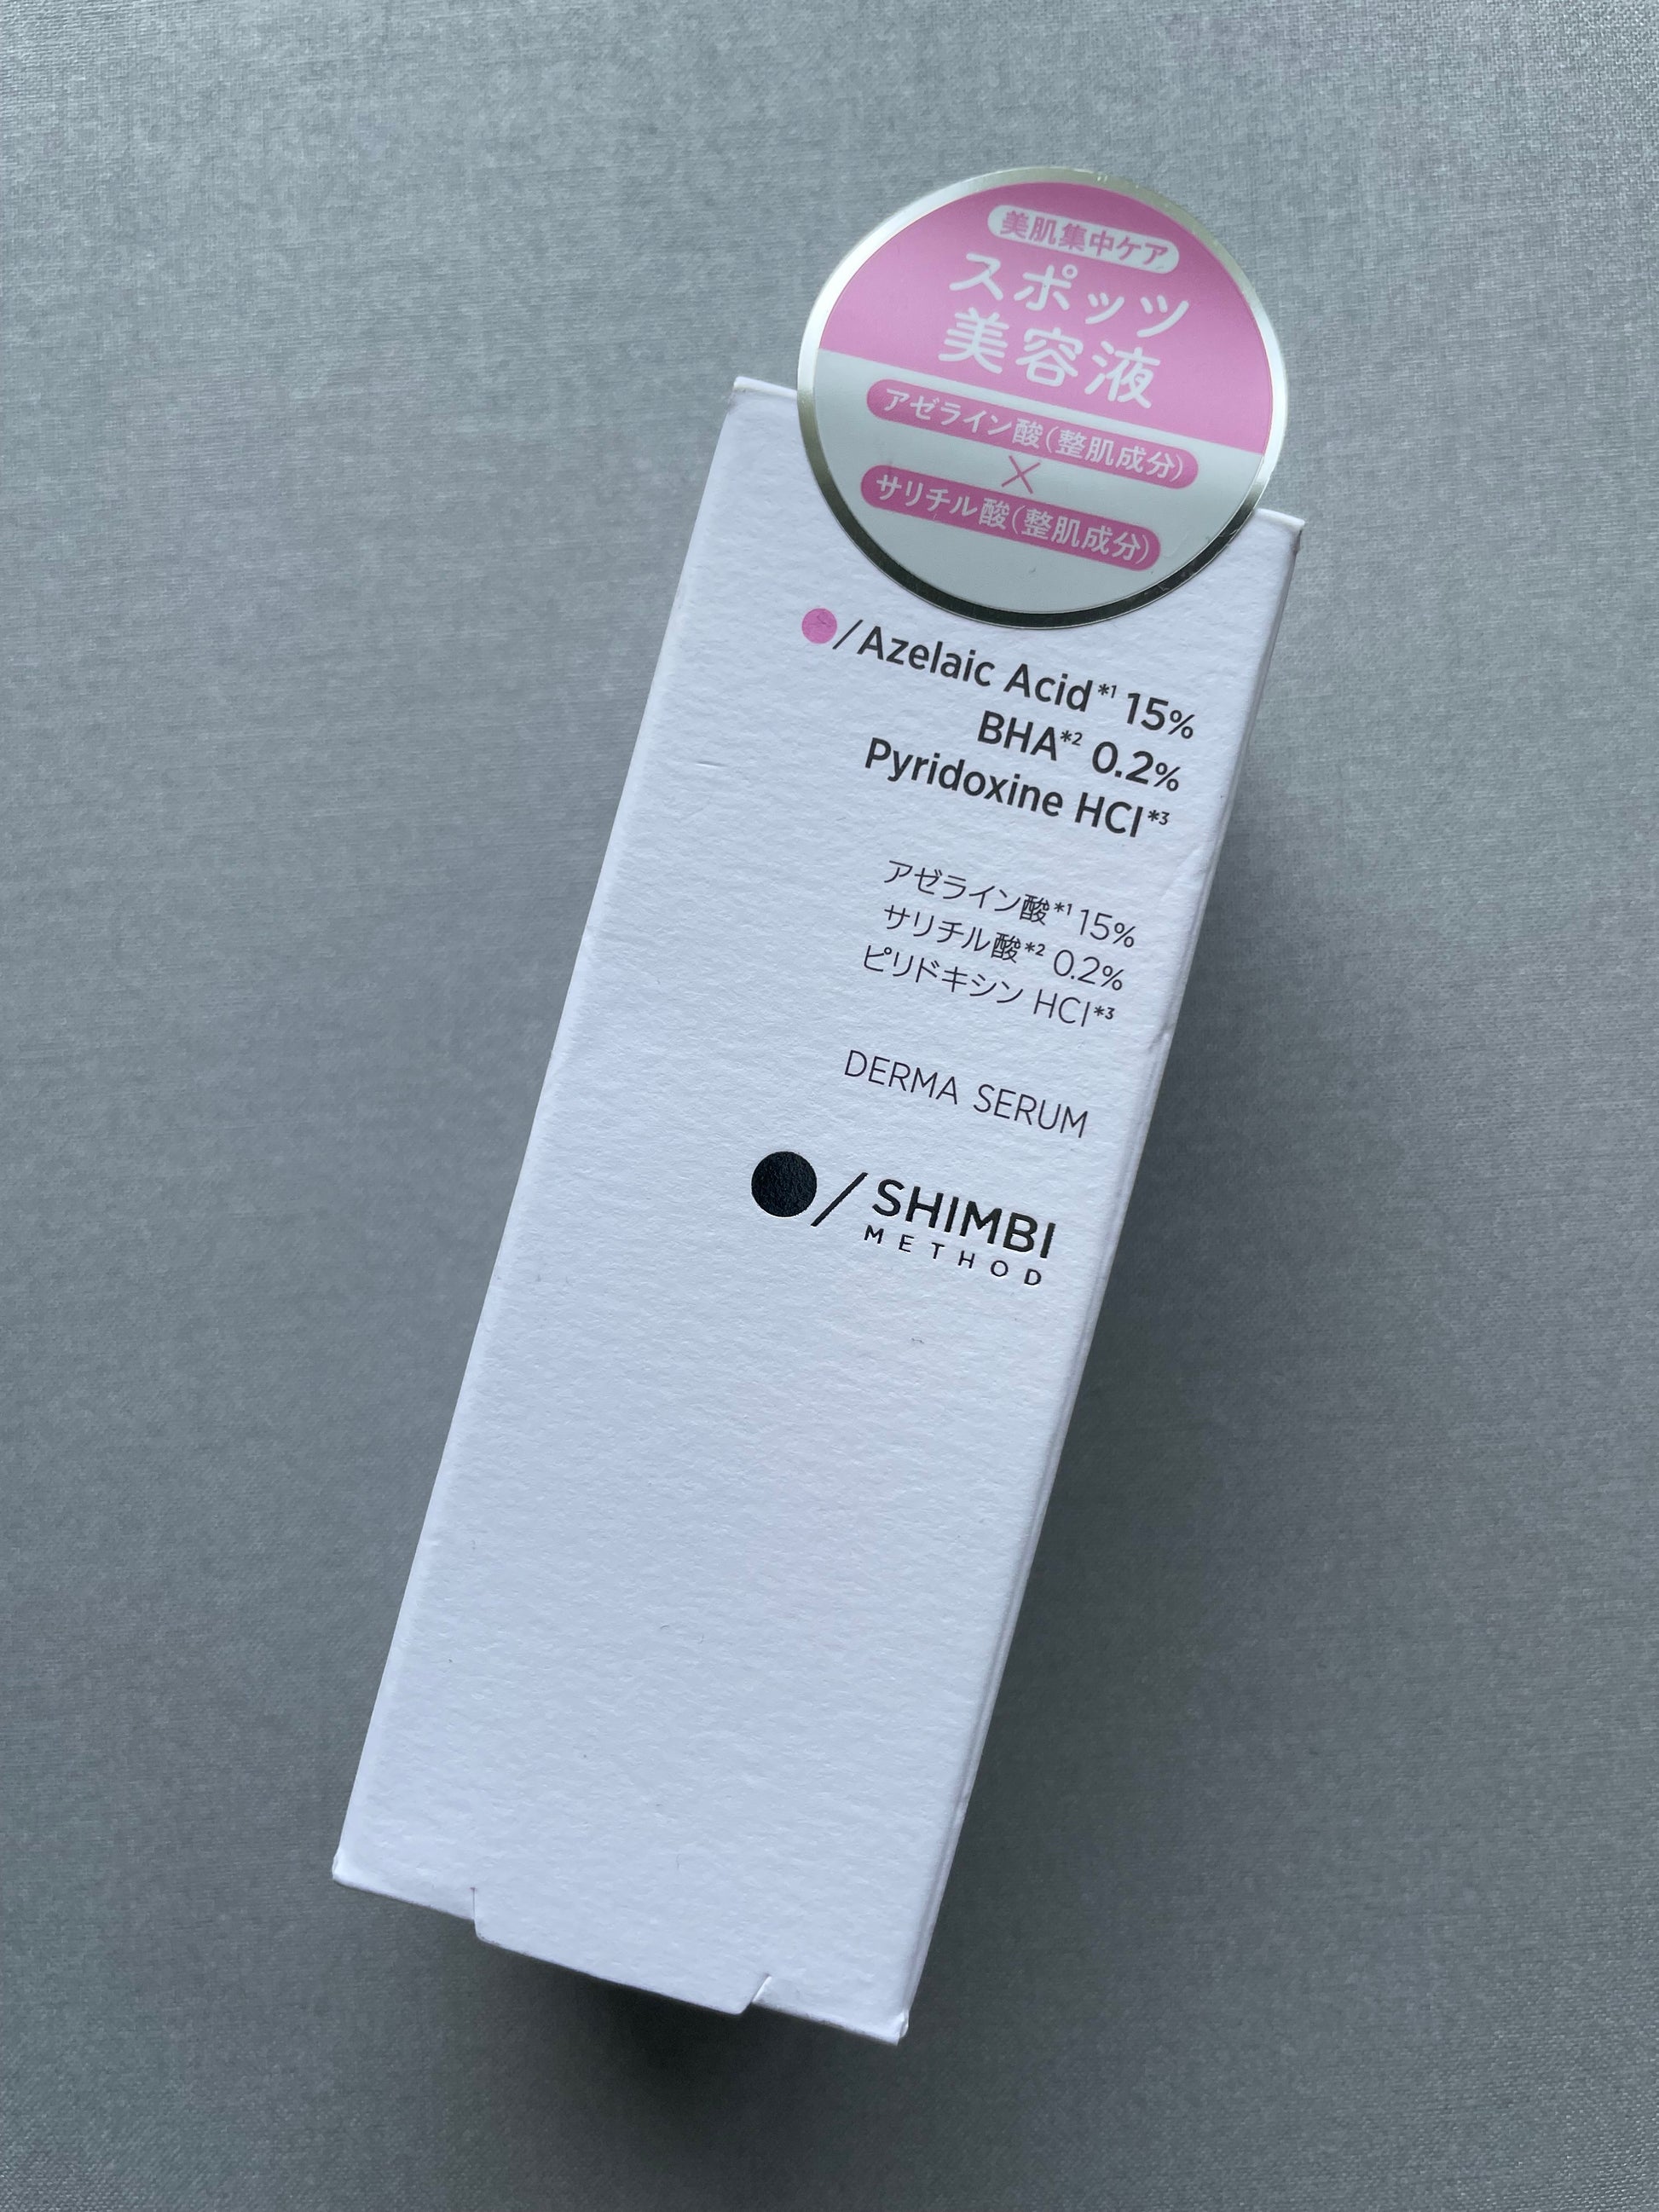 美肌集中ケア
スポッツ
美容液
アゼライン酸(整肌成分)
×
サリチル酸(整肌成分)
/Azelaic Acid*1 15%
BHA*2 0.2%
Pyridoxine HCl*3
アゼライン酸*1 15%
サリチル酸*2 0.2%
ピリドキシン HCl*3
DERMA SERUM
/SHIMBI
METHOD